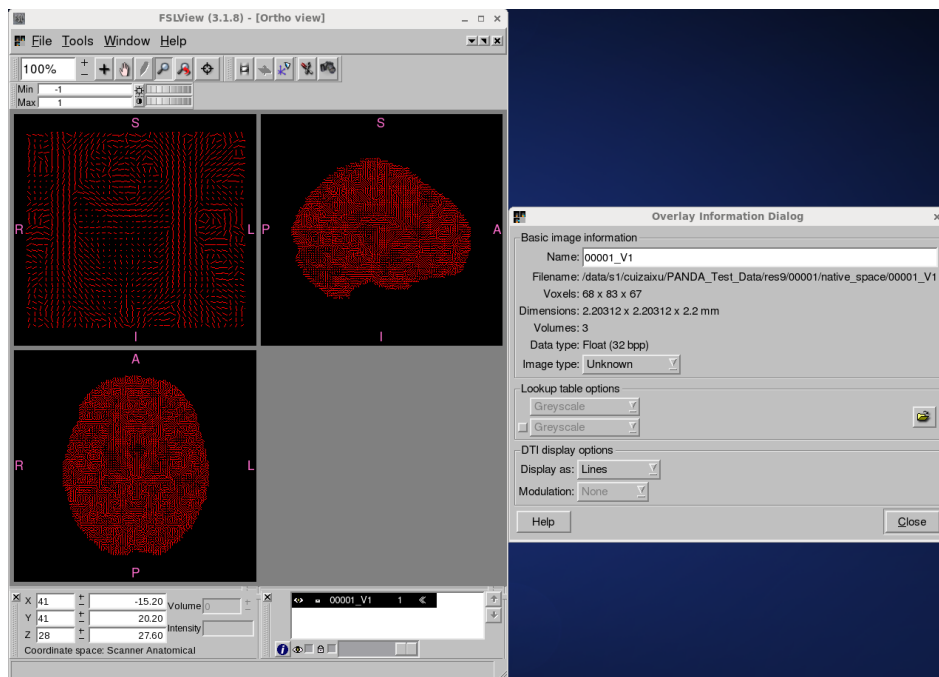 FSLView (3.1.8) - [Ortho view]
File Tools Window Help
100%
Min -1
Max 1
S
R
L
I
S
P
A
I
A
R
L
P
X 41 -15.20 Volume 0
Y 41 20.20 Intensity
Z 28 27.60
Coordinate space: Scanner Anatomical
00001_V1 1
Overlay Information Dialog
Basic image information
Name: 00001_V1
Filename: /data/s1/cuizaixu/PANDA_Test_Data/res9/00001/native_space/00001_V1
Voxels: 68 x 83 x 67
Dimensions: 2.20312 x 2.20312 x 2.2 mm
Volumes: 3
Data type: Float (32 bpp)
Image type: Unknown
Lookup table options
Greyscale
Greyscale
DTI display options
Display as: Lines
Modulation: None
Help Close